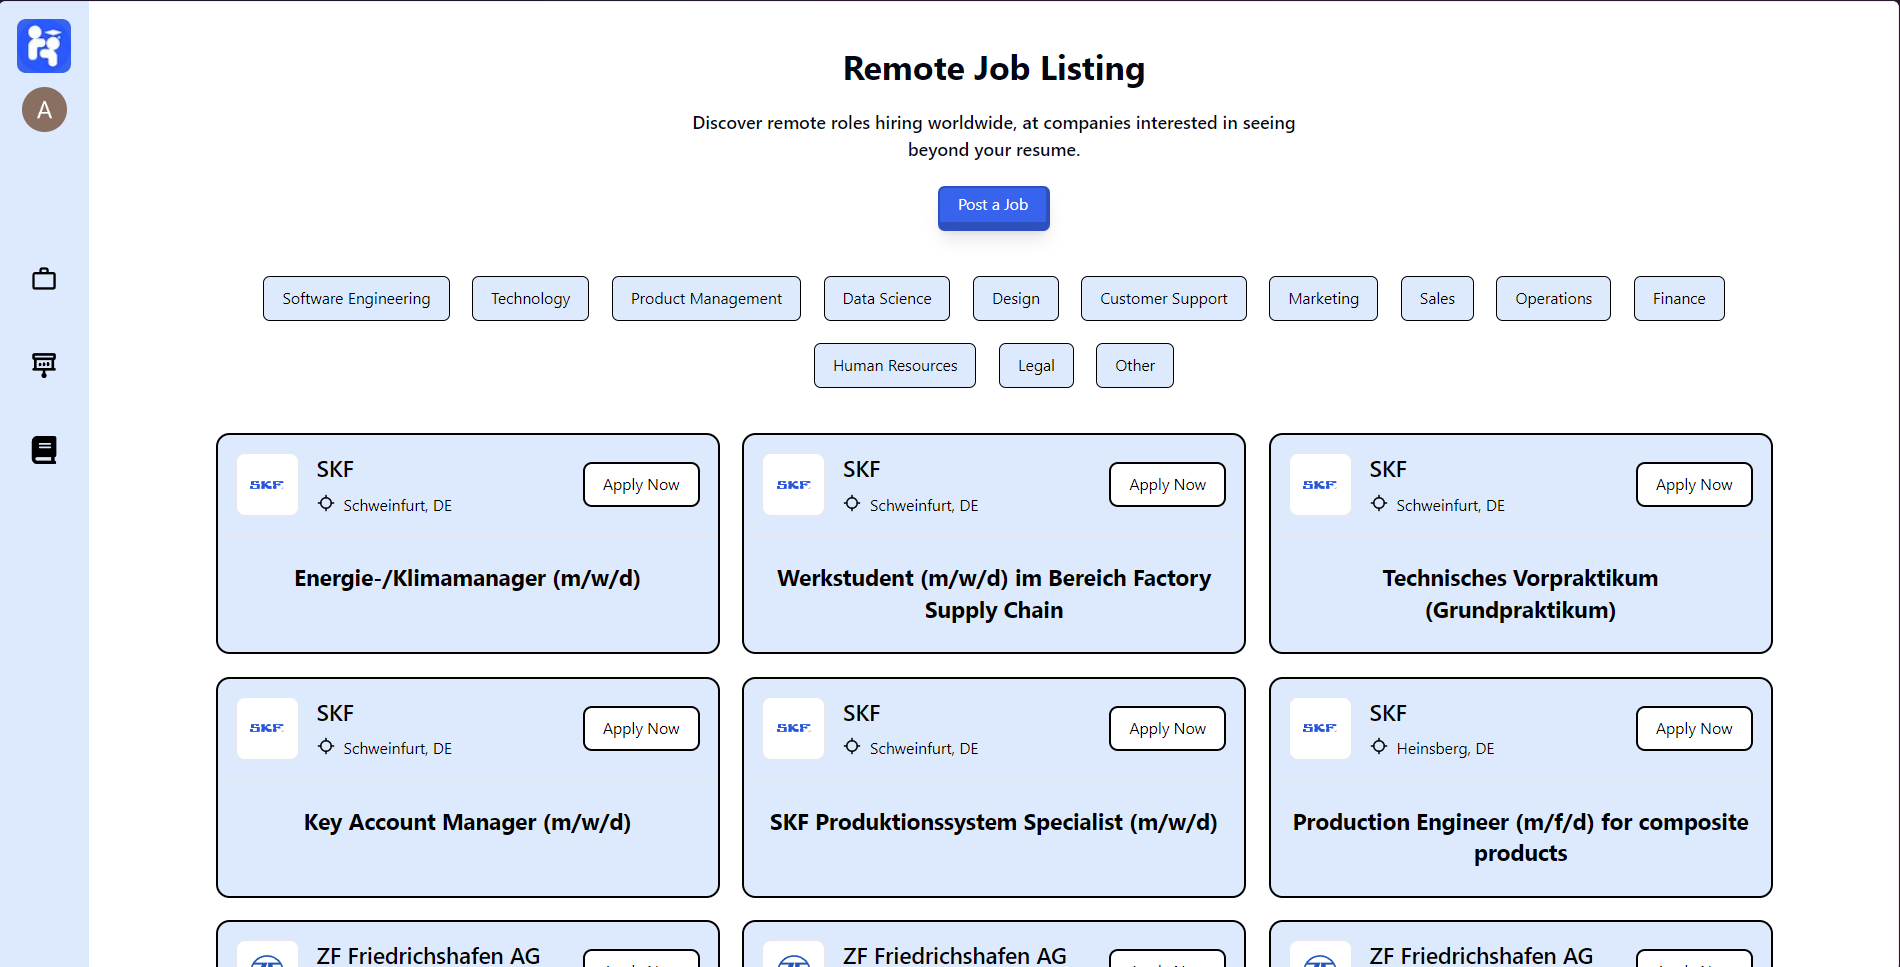 A
Remote Job Listing
Discover remote roles hiring worldwide, at companies interested in seeing
beyond your resume.
Post a Job
Software Engineering
Technology
Product Management
Data Science
Design
Customer Support
Marketing
Sales
Operations
Finance
Human Resources
Legal
Other
SKF
SKF
Schweinfurt, DE
Apply Now
Energie-/Klimamanager (m/w/d)
SKF
SKF
Schweinfurt, DE
Apply Now
Werkstudent (m/w/d) im Bereich Factory
Supply Chain
SKF
SKF
Schweinfurt, DE
Apply Now
Technisches Vorpraktikum
(Grundpraktikum)
SKF
SKF
Schweinfurt, DE
Apply Now
Key Account Manager (m/w/d)
SKF
SKF
Schweinfurt, DE
Apply Now
SKF Produktionssystem Specialist (m/w/d)
SKF
SKF
Heinsberg, DE
Apply Now
Production Engineer (m/f/d) for composite
products
ZF Friedrichshafen AG
ZF Friedrichshafen AG
ZF Friedrichshafen AG